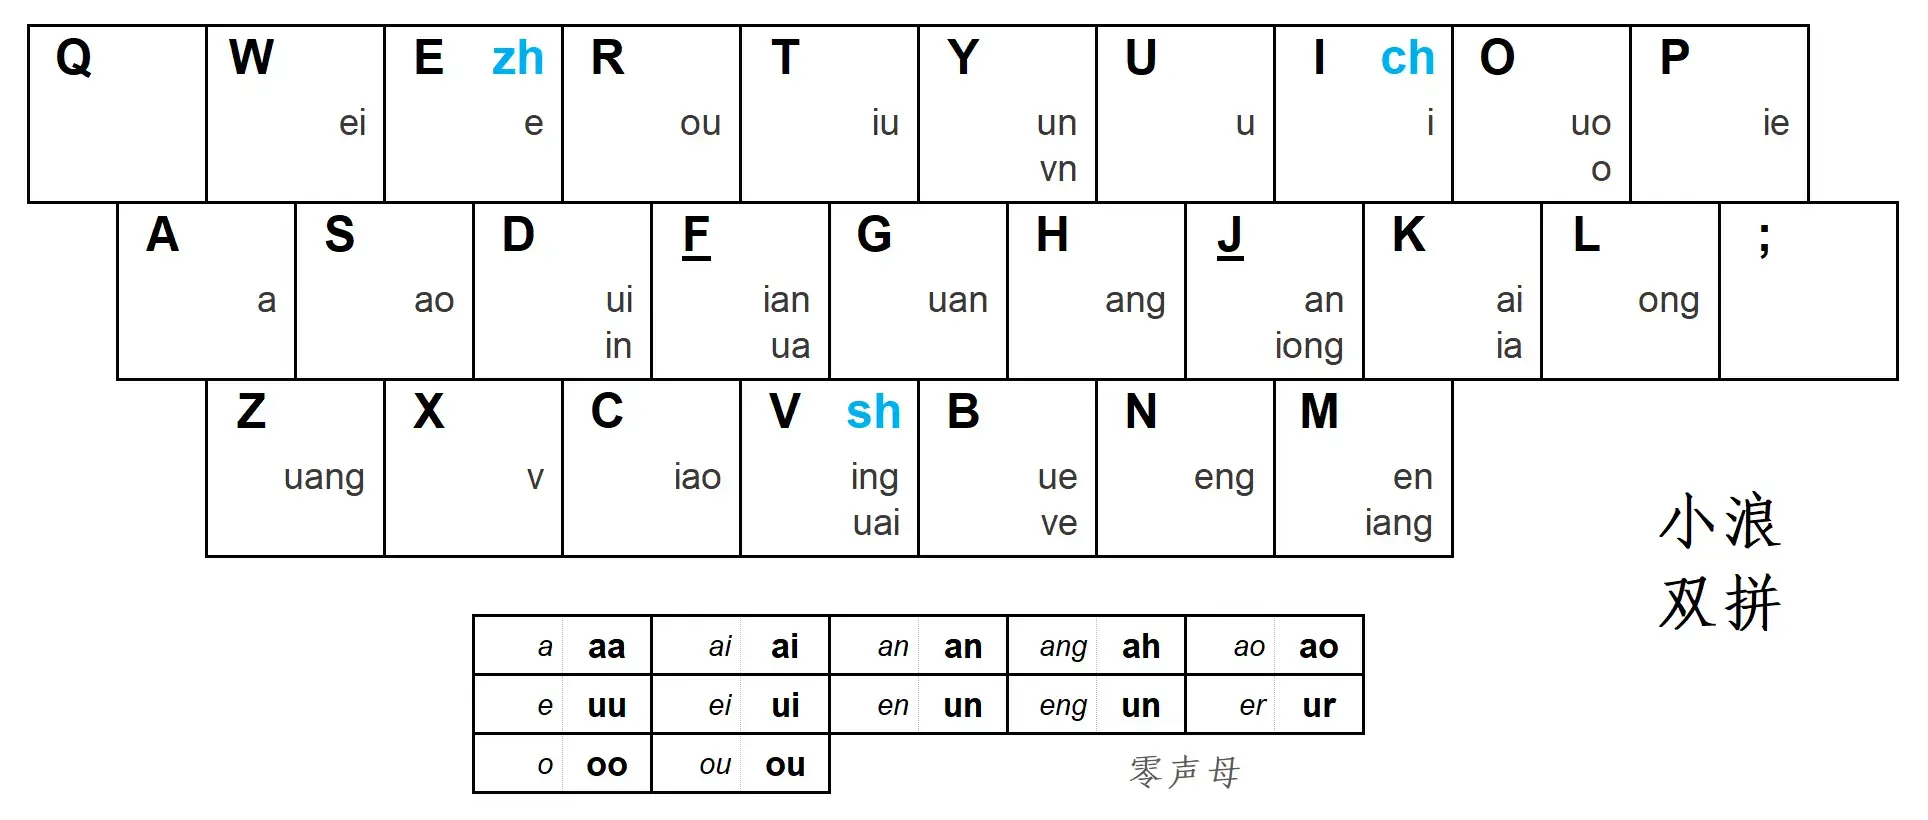 Q W E zh R T Y U I ch O P
ei e ou iu un u i uo ie
vn o
A S D F G H J K L ;
a ao ui ian uan ang an ai ong
in ua iong ia
Z X C V sh B N M
uang v iao ing ue eng en
uai ve iang
小浪
双拼
a aa ai ai an an ang ah ao ao
e uu ei ui en un eng un er ur
o oo ou ou
零声母